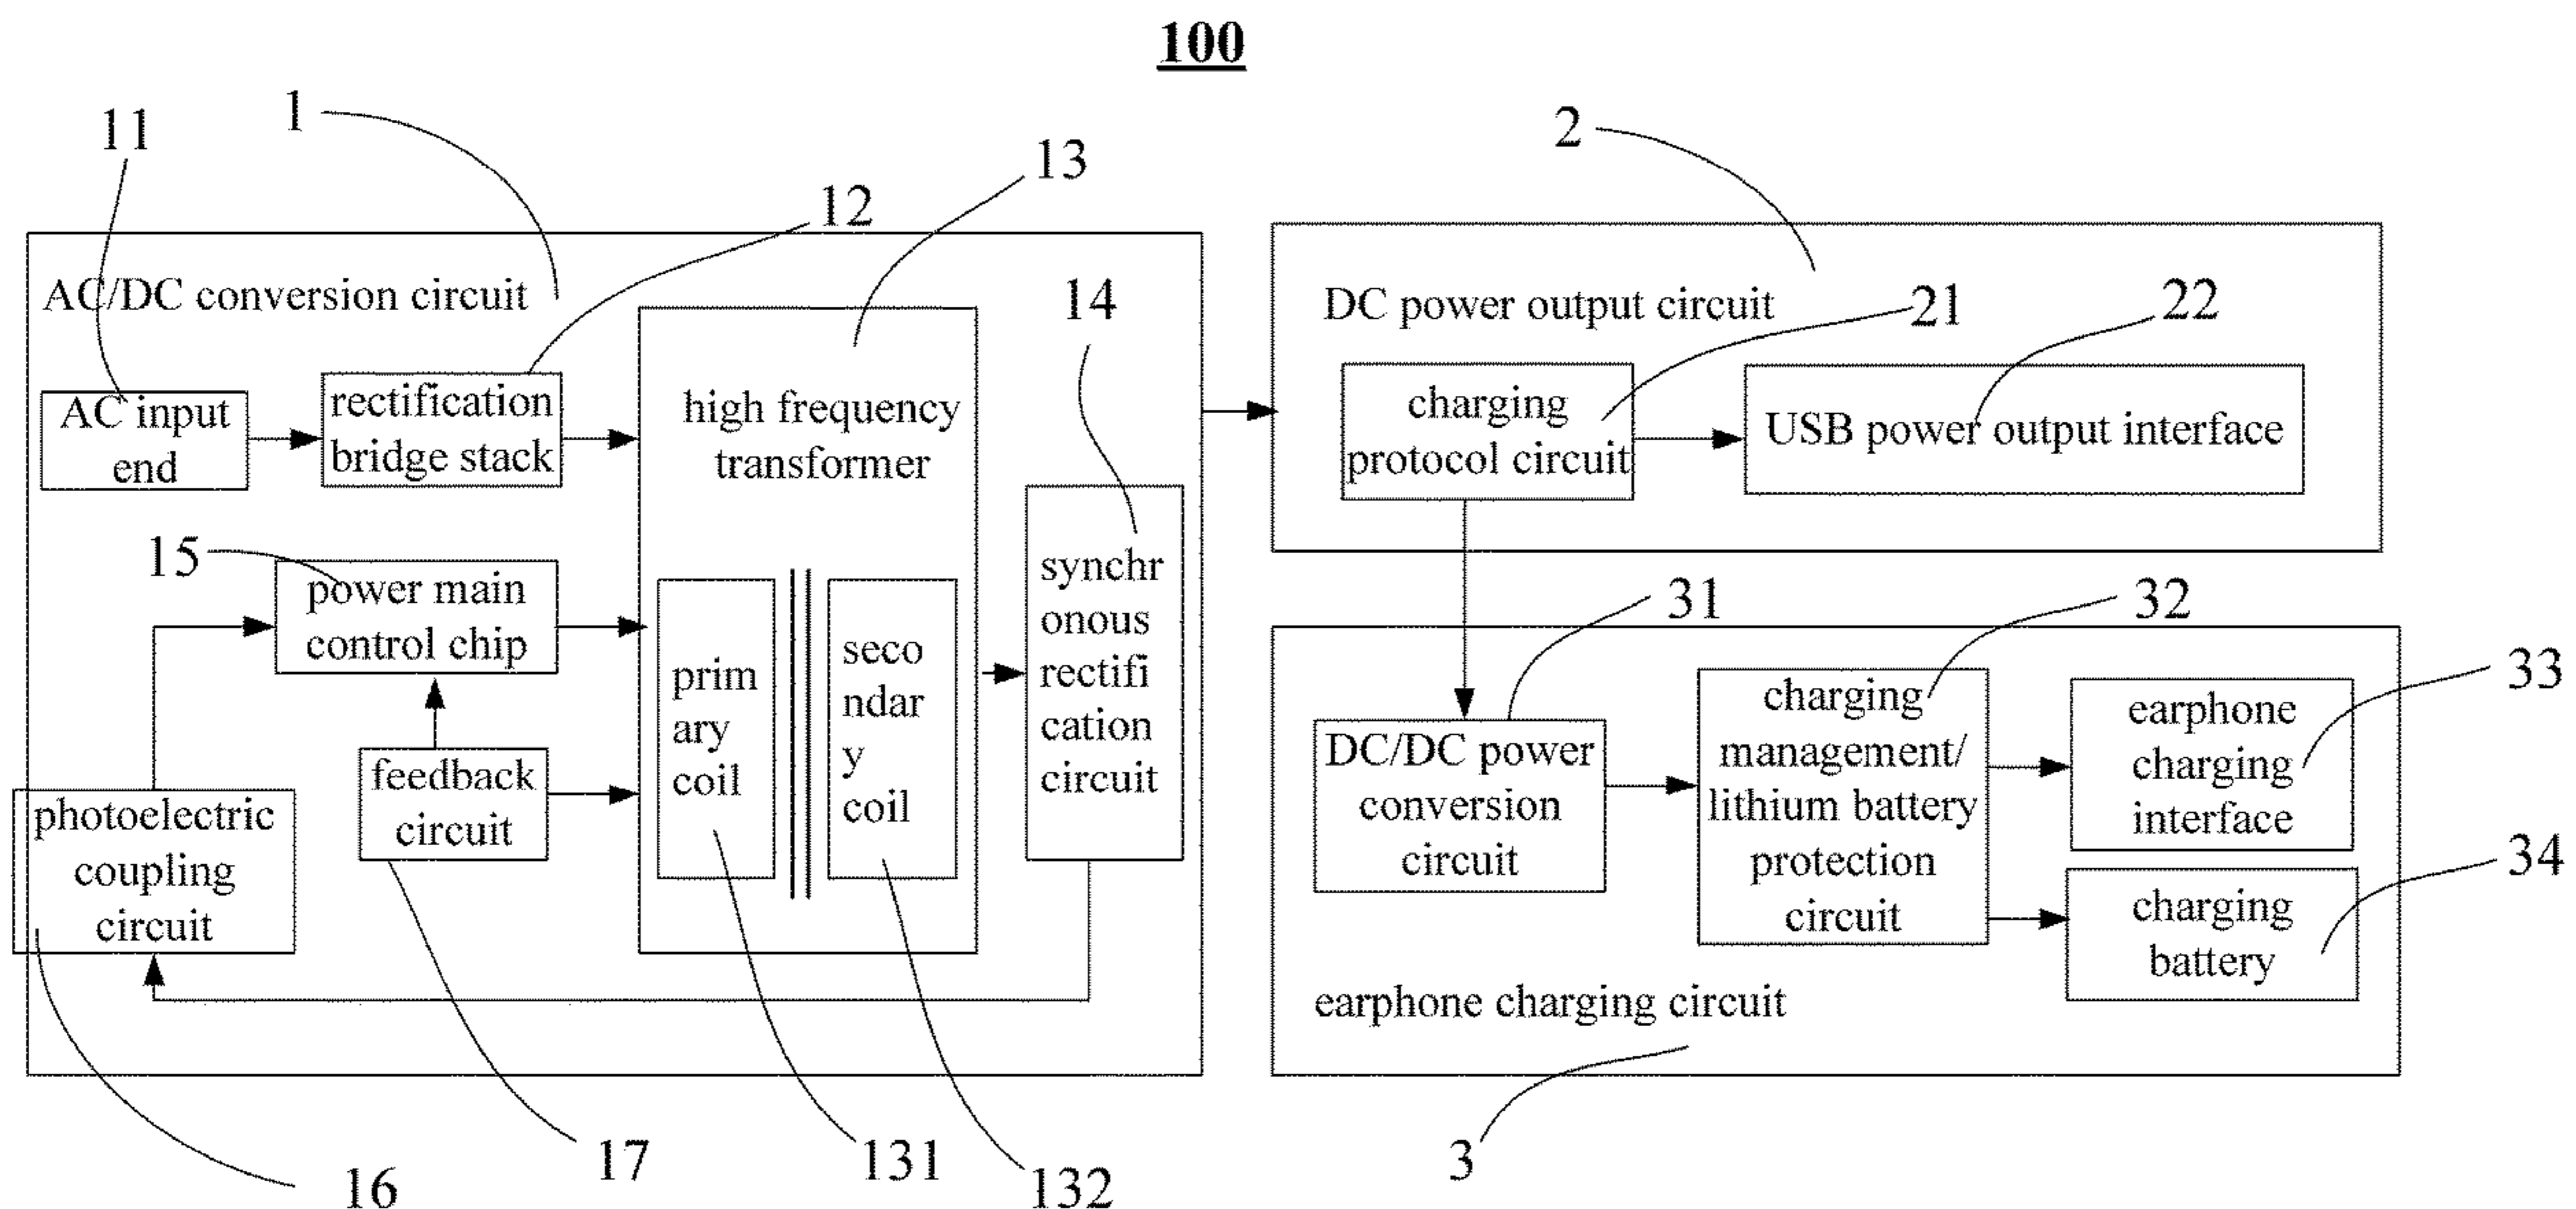 100
1
11
2
13
12
AC/DC conversion circuit
14
DC power output circuit
21
22
AC input
end
rectification
bridge stack
high frequency
transformer
charging
protocol circuit
USB power output interface
15
power main
control chip
prim
ary
coil
seco
ndar
y
coil
synchr
onous
rectifi
cation
circuit
feedback
circuit
photoelectric
coupling
circuit
31
32
33
DC/DC power
conversion
circuit
charging
management/
lithium battery
protection
circuit
earphone
charging
interface
34
charging
battery
earphone charging circuit
16
17
131
132
3